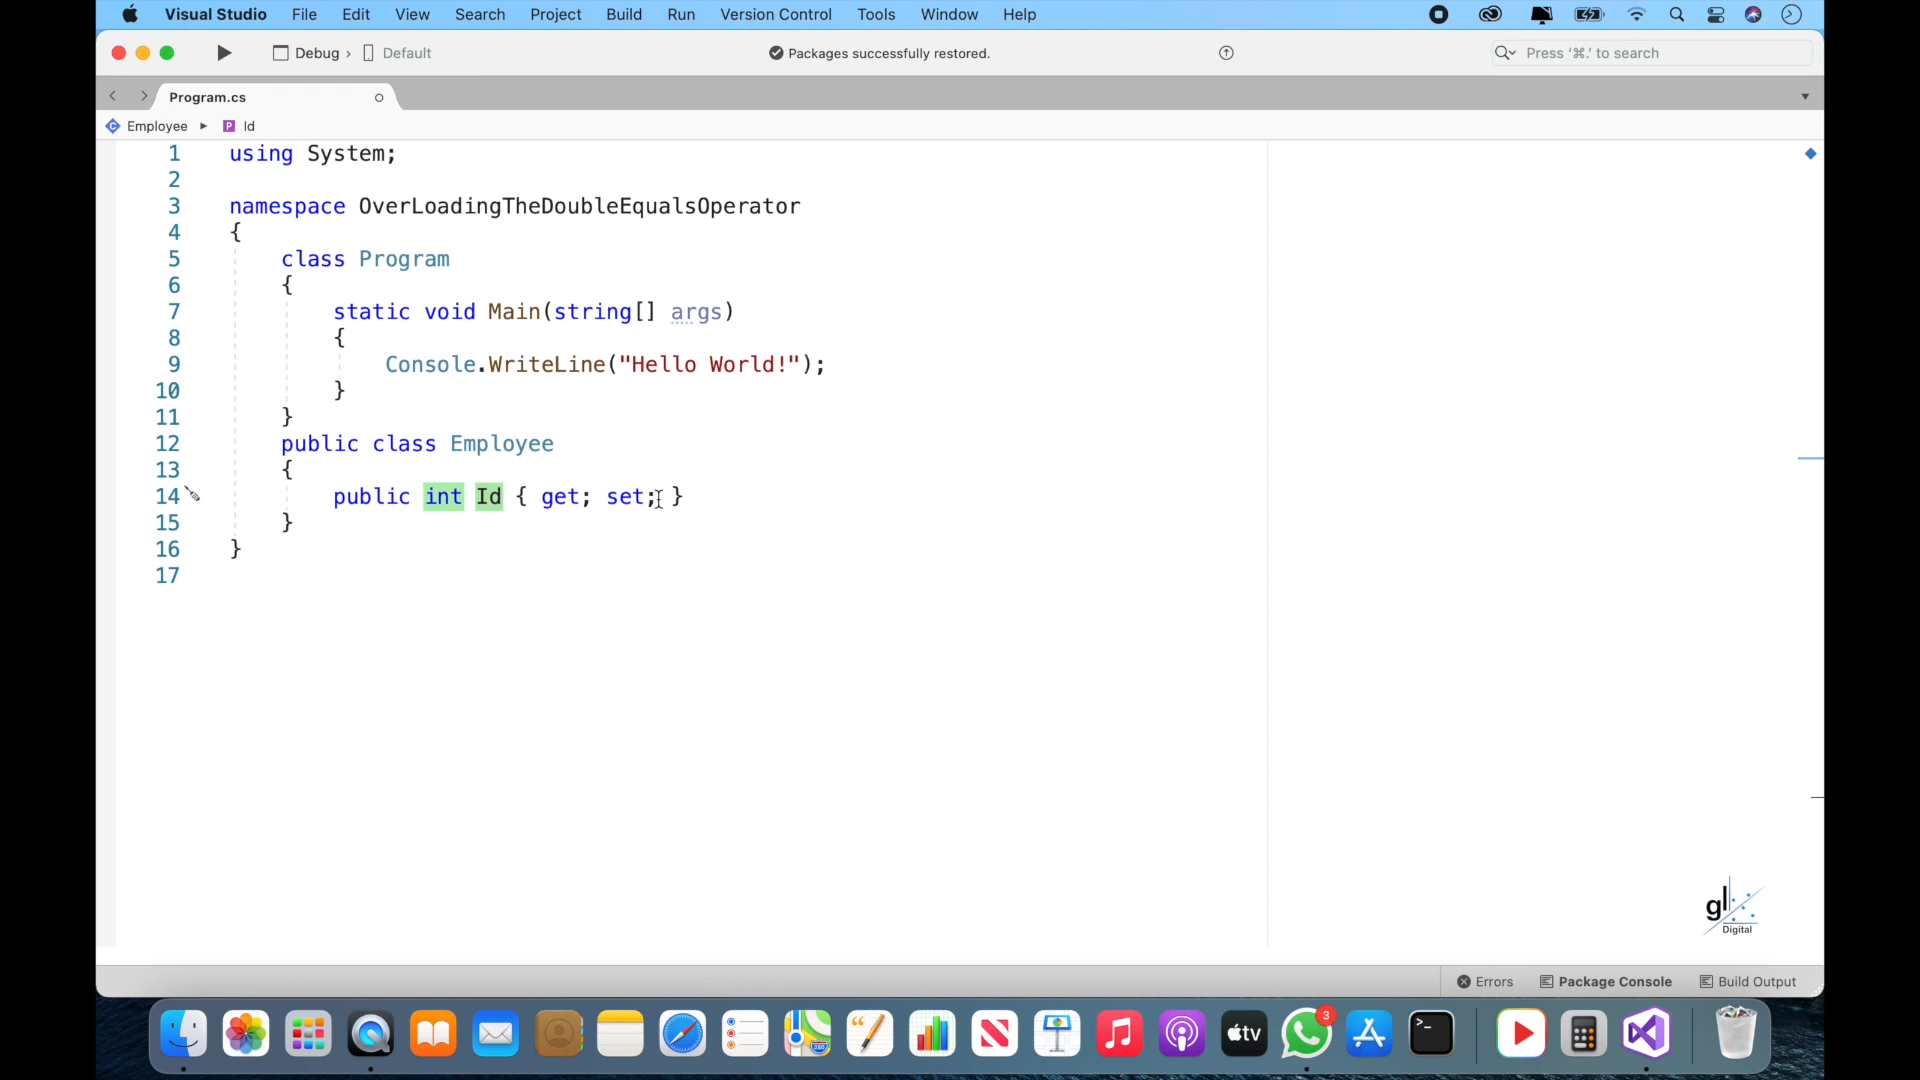 Visual Studio File Edit View Search Project Build Run Version Control Tools Window Help
Debug › Default
Packages successfully restored.
Press '⌘.' to search
Program.cs
Employee ▸ P Id
1 using System;
2
3 namespace OverLoadingTheDoubleEqualsOperator
4 {
5 class Program
6 {
7 static void Main(string[] args)
8 {
9 Console.WriteLine("Hello World!");
10 }
11 }
12 public class Employee
13 {
14 public int Id { get; set; }
15 }
16 }
17
gl
Digital
Errors Package Console Build Output
280
tv
3
>_